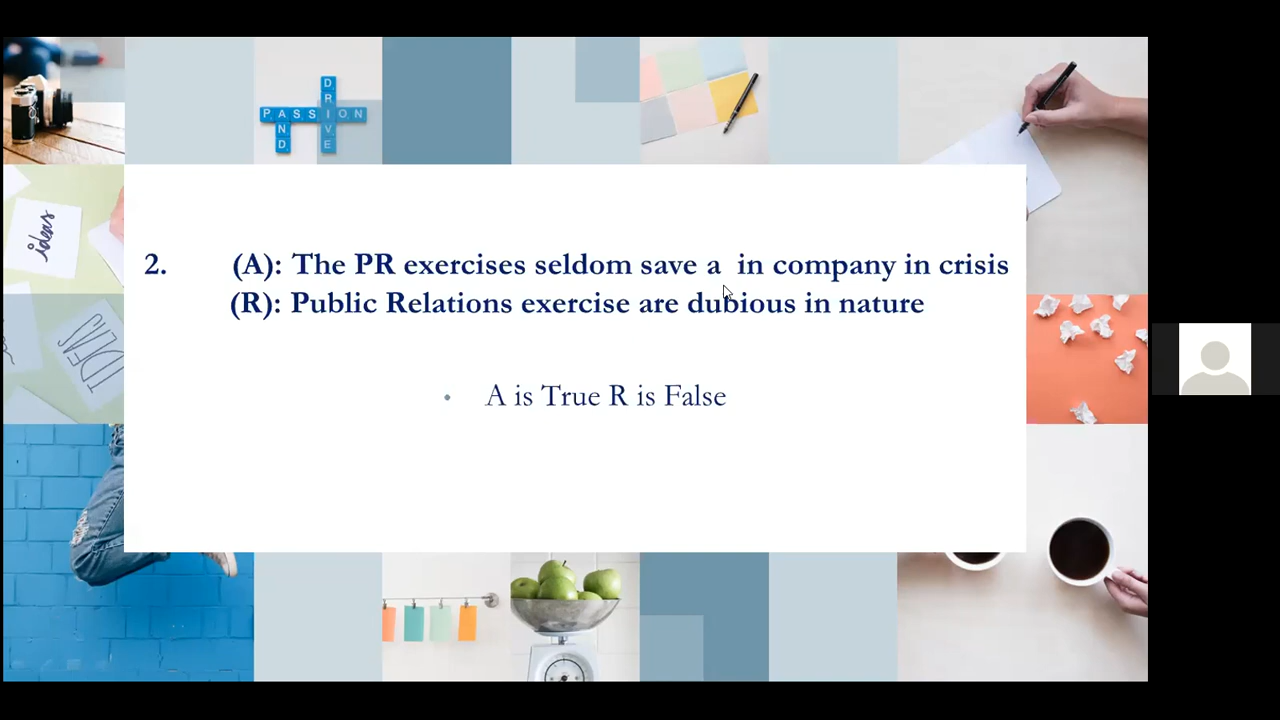 DRIVE
PASSION
AND
ideas
IDEAS
2. (A): The PR exercises seldom save a in company in crisis
(R): Public Relations exercise are dubious in nature
• A is True R is False